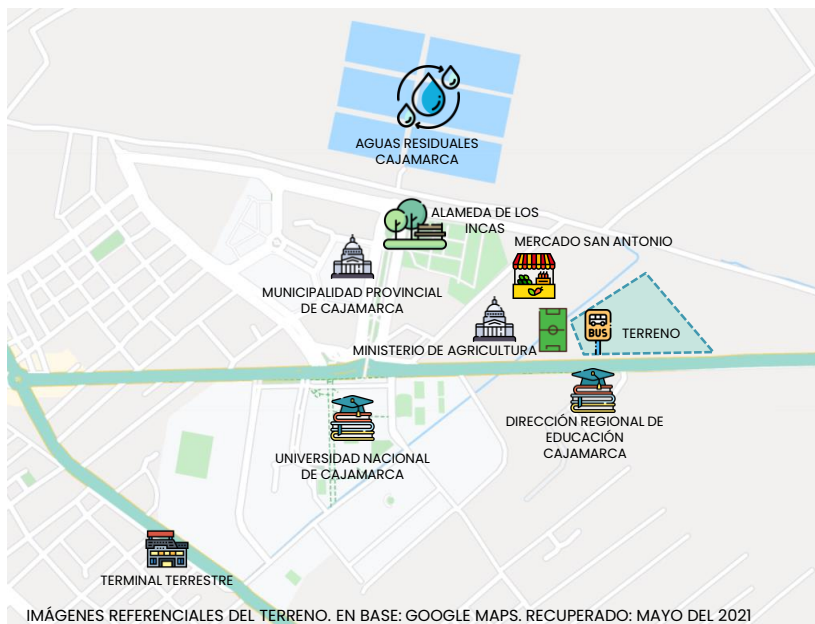 AGUAS RESIDUALES
CAJAMARCA
ALAMEDA DE LOS
INCAS
MERCADO SAN ANTONIO
MUNICIPALIDAD PROVINCIAL
DE CAJAMARCA
MINISTERIO DE AGRICULTURA
BUS
TERRENO
DIRECCIÓN REGIONAL DE
EDUCACIÓN
CAJAMARCA
UNIVERSIDAD NACIONAL
DE CAJAMARCA
TERMINAL TERRESTRE
IMÁGENES REFERENCIALES DEL TERRENO. EN BASE: GOOGLE MAPS. RECUPERADO: MAYO DEL 2021